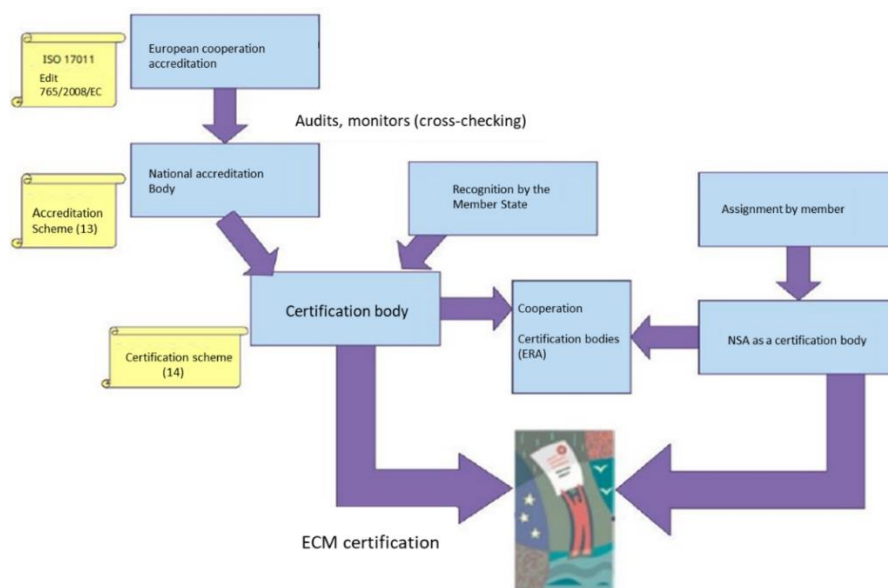 ISO 17011
Edit
765/2008/EC
European cooperation
accreditation
Audits, monitors (cross-checking)
National accreditation
Body
Accreditation
Scheme (13)
Recognition by the
Member State
Assignment by member
Certification body
Cooperation
Certification bodies
(ERA)
NSA as a certification body
Certification scheme
(14)
ECM certification